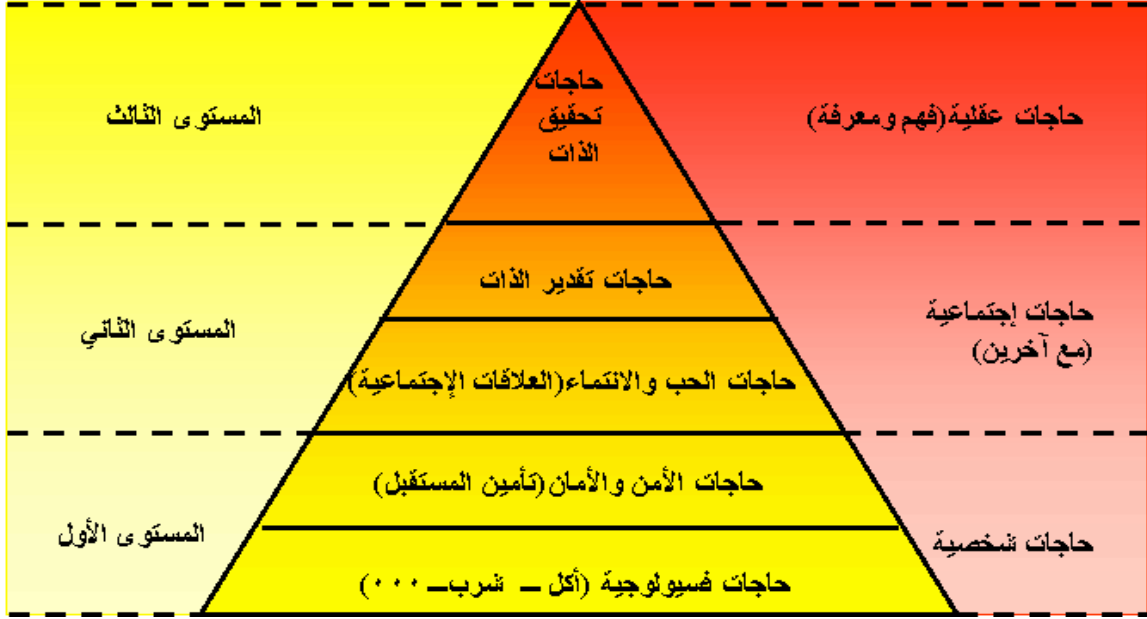 حاجات عقلية(فهم ومعرفة)
حاجات
تحقيق
الذات
المستوى الثالث
حاجات إجتماعية
(مع آخرين)
حاجات تقدير الذات
حاجات الحب والانتماء(العلاقات الإجتماعية)
المستوى الثاني
حاجات شخصية
حاجات الأمن والأمان(تأمين المستقبل)
حاجات فسيولوجية (أكل ـ شرب ـ ٠٠٠)
المستوى الأول